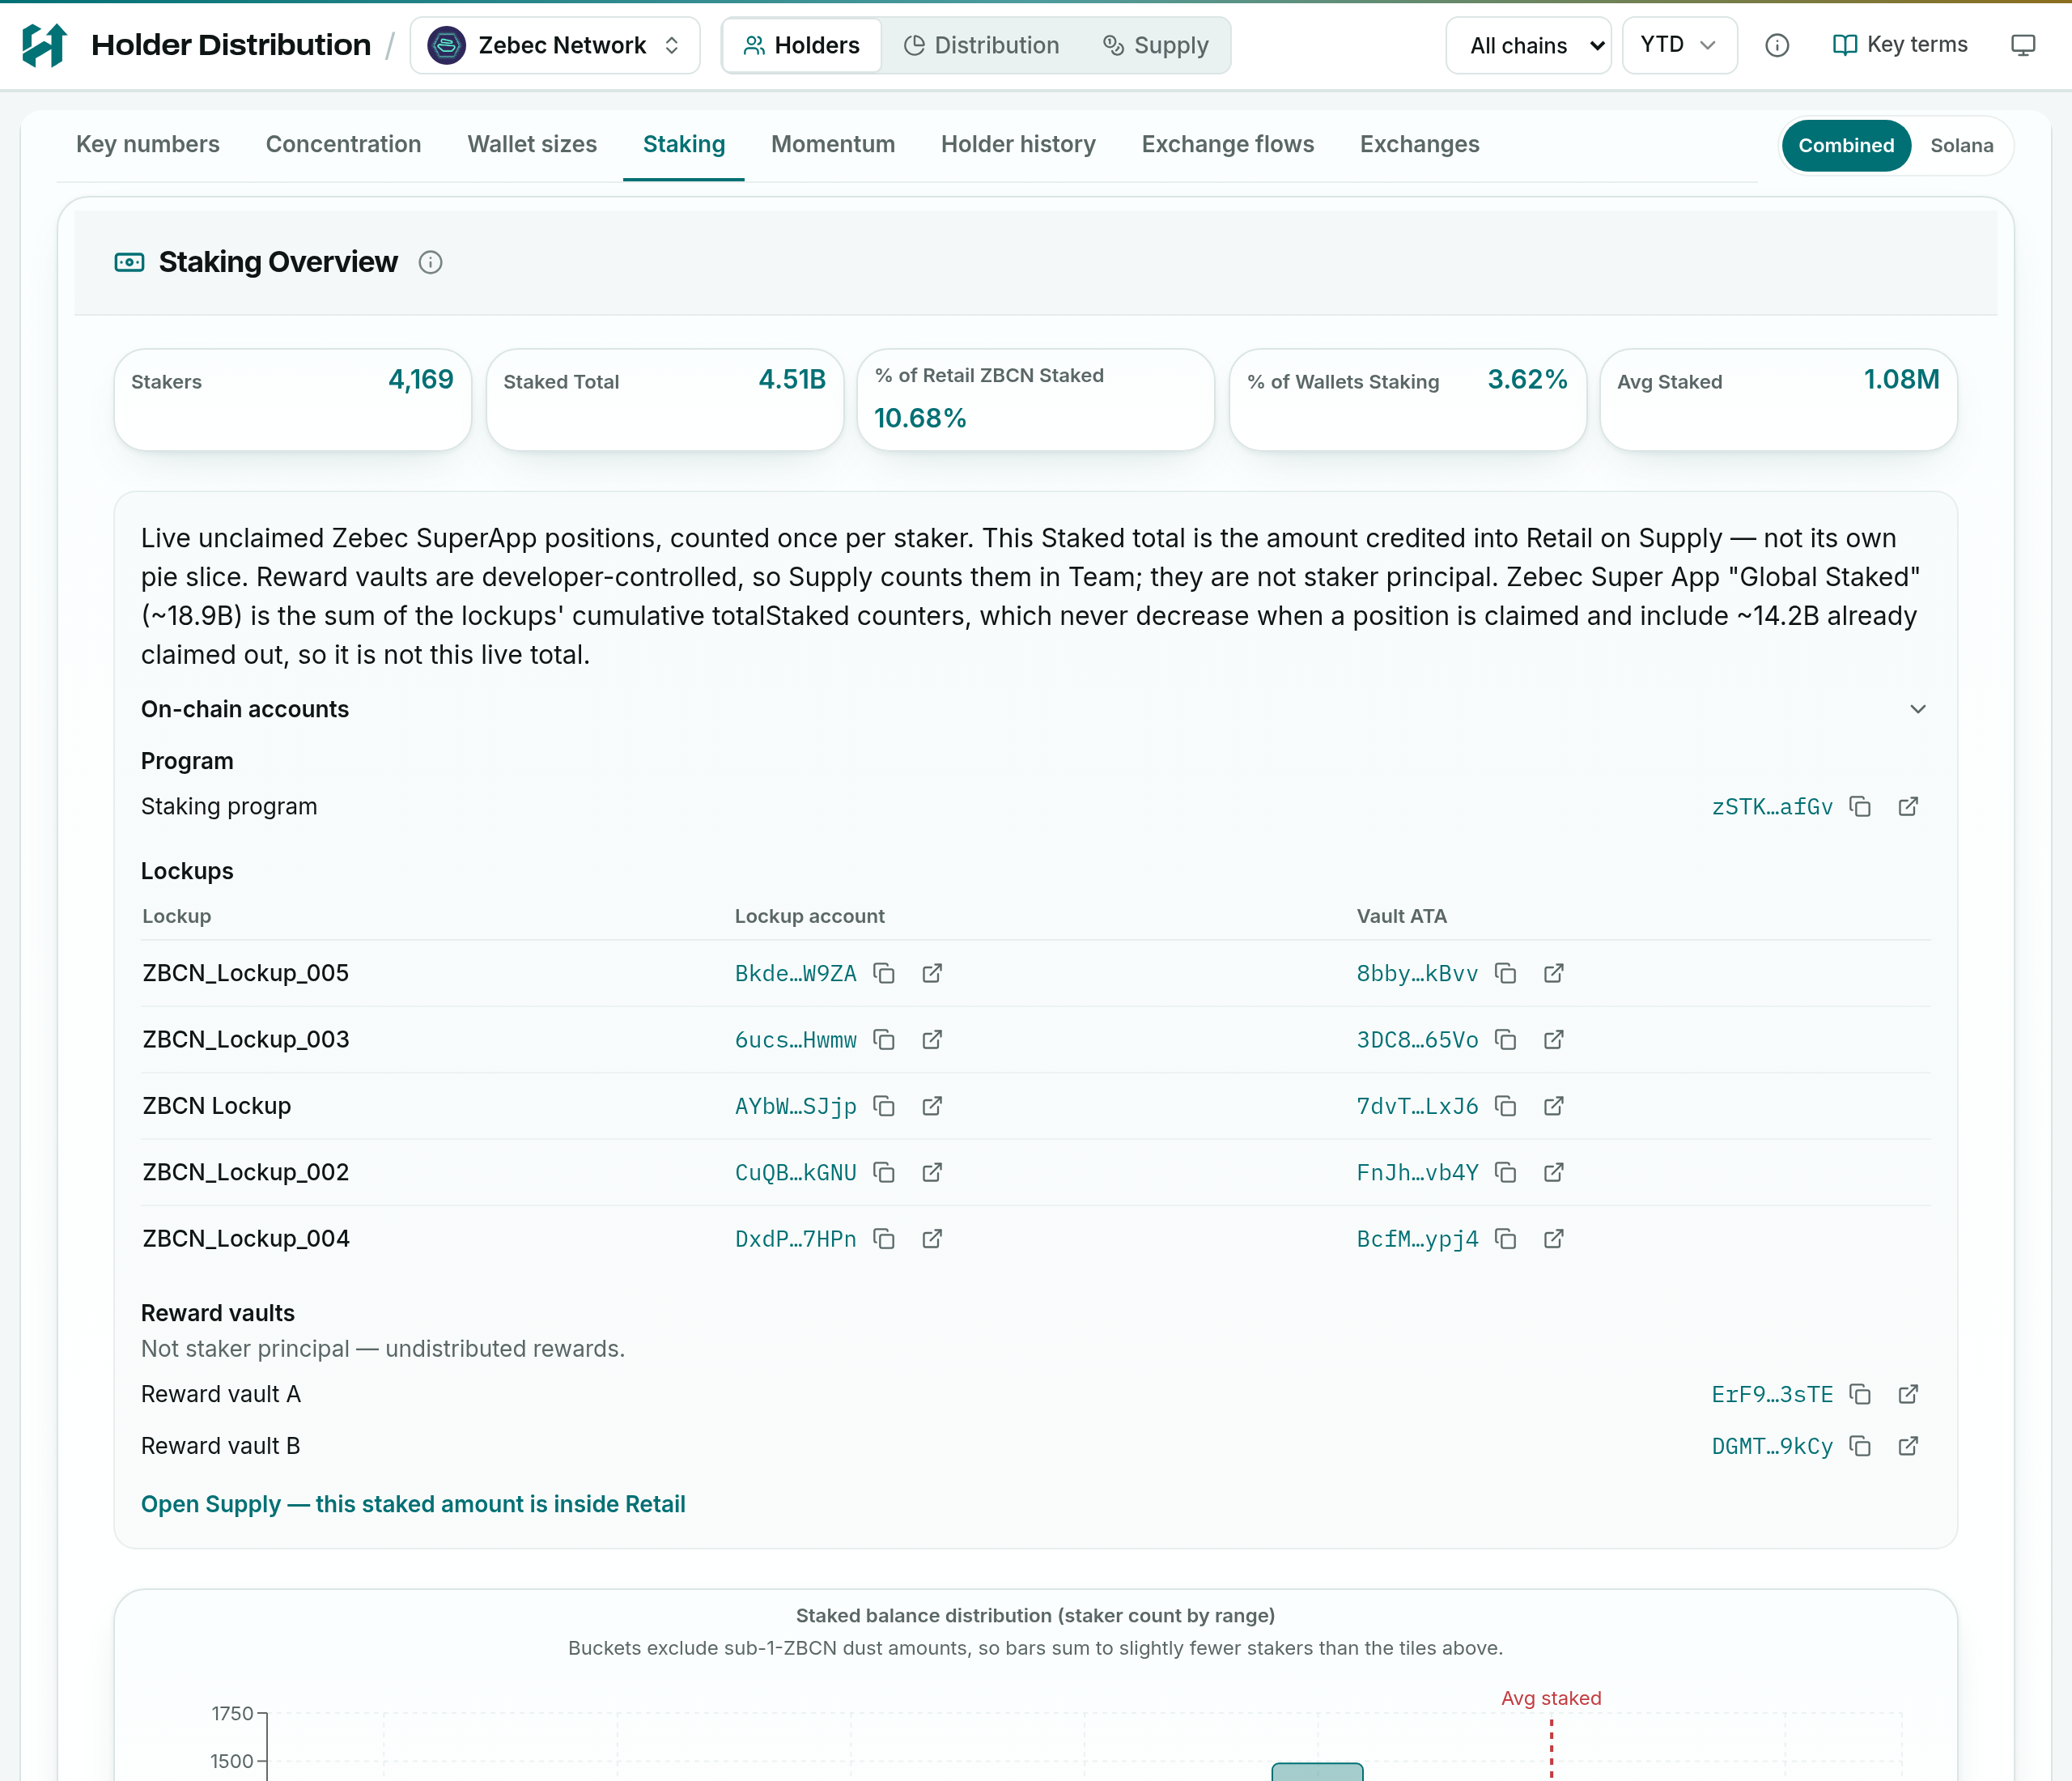 Holder Distribution / Zebec Network Holders Distribution Supply All chains YTD Key terms
Key numbers Concentration Wallet sizes Staking Momentum Holder history Exchange flows Exchanges Combined Solana
Staking Overview
Stakers 4,169
Staked Total 4.51B
% of Retail ZBCN Staked
10.68%
% of Wallets Staking 3.62%
Avg Staked 1.08M
Live unclaimed Zebec SuperApp positions, counted once per staker. This Staked total is the amount credited into Retail on Supply — not its own
pie slice. Reward vaults are developer-controlled, so Supply counts them in Team; they are not staker principal. Zebec Super App "Global Staked"
(~18.9B) is the sum of the lockups' cumulative totalStaked counters, which never decrease when a position is claimed and include ~14.2B already
claimed out, so it is not this live total.
On-chain accounts
Program
Staking program zSTK…afGv
Lockups
Lockup Lockup account Vault ATA
ZBCN_Lockup_005 Bkde…W9ZA 8bby…kBvv
ZBCN_Lockup_003 6ucs…Hwmw 3DC8…65Vo
ZBCN Lockup AYbW…SJjp 7dvT…LxJ6
ZBCN_Lockup_002 CuQB…kGNU FnJh…vb4Y
ZBCN_Lockup_004 DxdP…7HPn BcfM…ypj4
Reward vaults
Not staker principal — undistributed rewards.
Reward vault A ErF9…3sTE
Reward vault B DGMT…9kCy
Open Supply — this staked amount is inside Retail
Staked balance distribution (staker count by range)
Buckets exclude sub-1-ZBCN dust amounts, so bars sum to slightly fewer stakers than the tiles above.
Avg staked
1750
1500